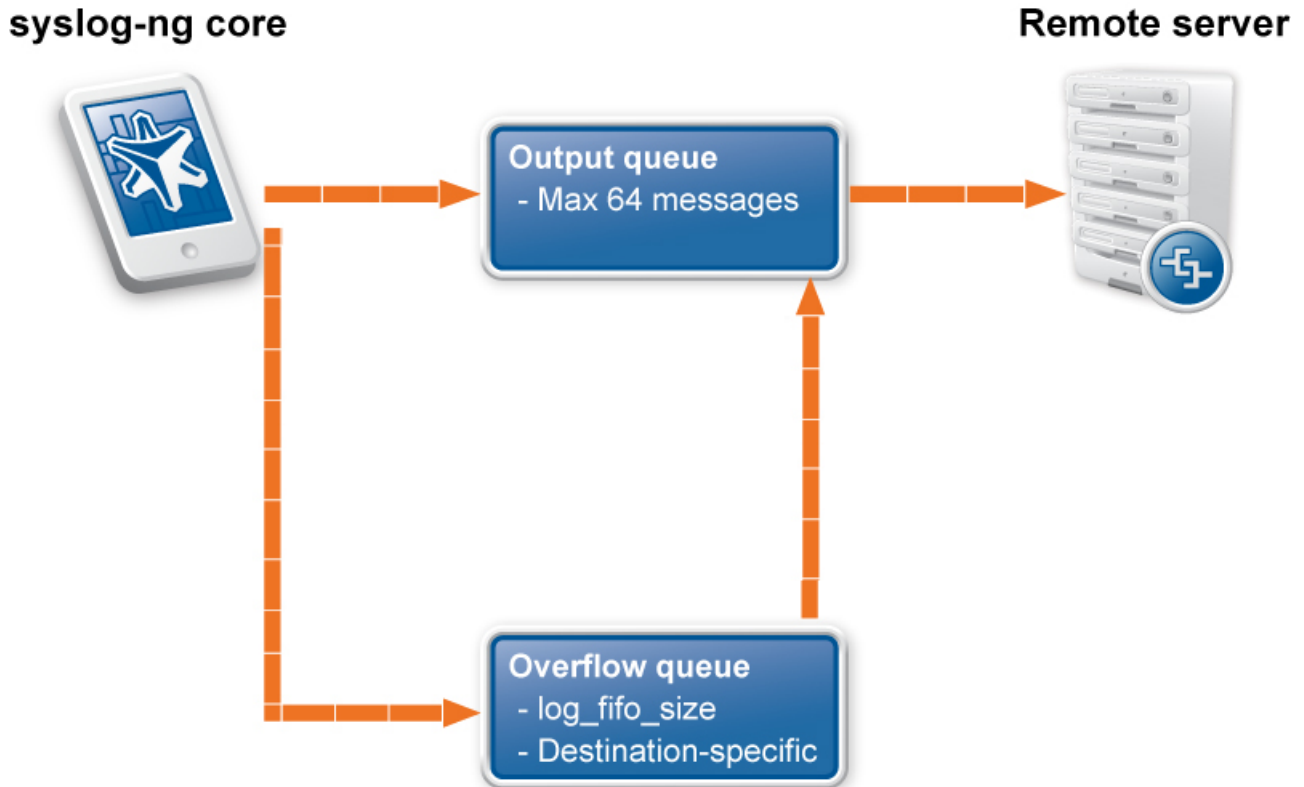 syslog-ng core
Remote server
Output queue
- Max 64 messages
Overflow queue
- log_fifo_size
- Destination-specific